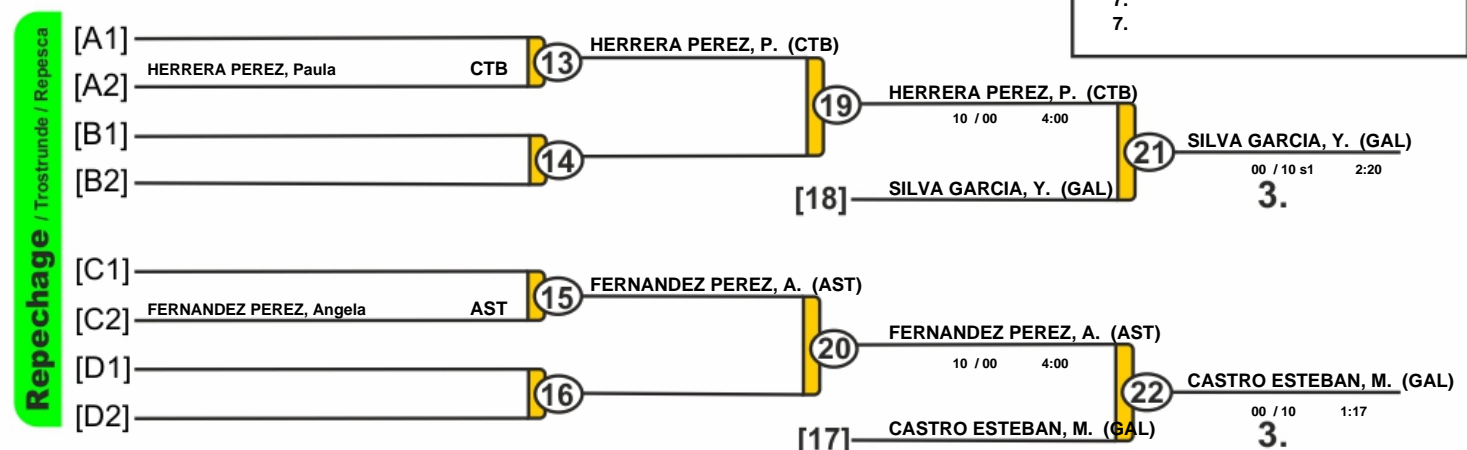 7.
7.
Repechage / Trostrunde / Repesca
[A1]
HERRERA PEREZ, Paula CTB
[A2]
13
HERRERA PEREZ, P. (CTB)
[B1]
[B2]
14
19
HERRERA PEREZ, P. (CTB)
10 / 00 4:00
[18]
SILVA GARCIA, Y. (GAL)
21
SILVA GARCIA, Y. (GAL)
00 / 10 s1 2:20
3.
[C1]
FERNANDEZ PEREZ, Angela AST
[C2]
15
FERNANDEZ PEREZ, A. (AST)
[D1]
[D2]
16
20
FERNANDEZ PEREZ, A. (AST)
10 / 00 4:00
[17]
CASTRO ESTEBAN, M. (GAL)
22
CASTRO ESTEBAN, M. (GAL)
00 / 10 1:17
3.